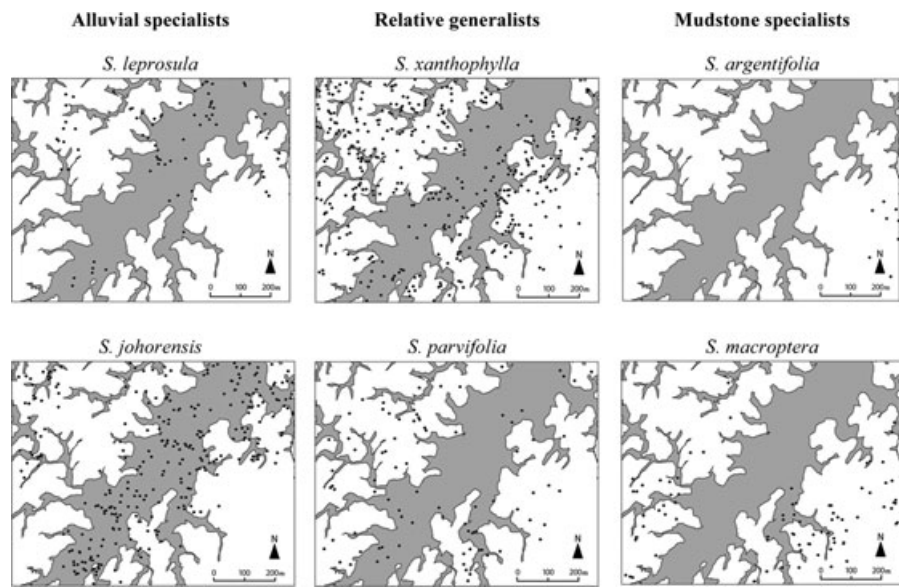 Alluvial specialists Relative generalists Mudstone specialists
S. leprosula S. xanthophylla S. argentifolia
N N N
0 100 200m 0 100 200m 0 100 200m
S. johorensis S. parvifolia S. macroptera
N N N
0 100 200m 0 100 200m 0 100 200m